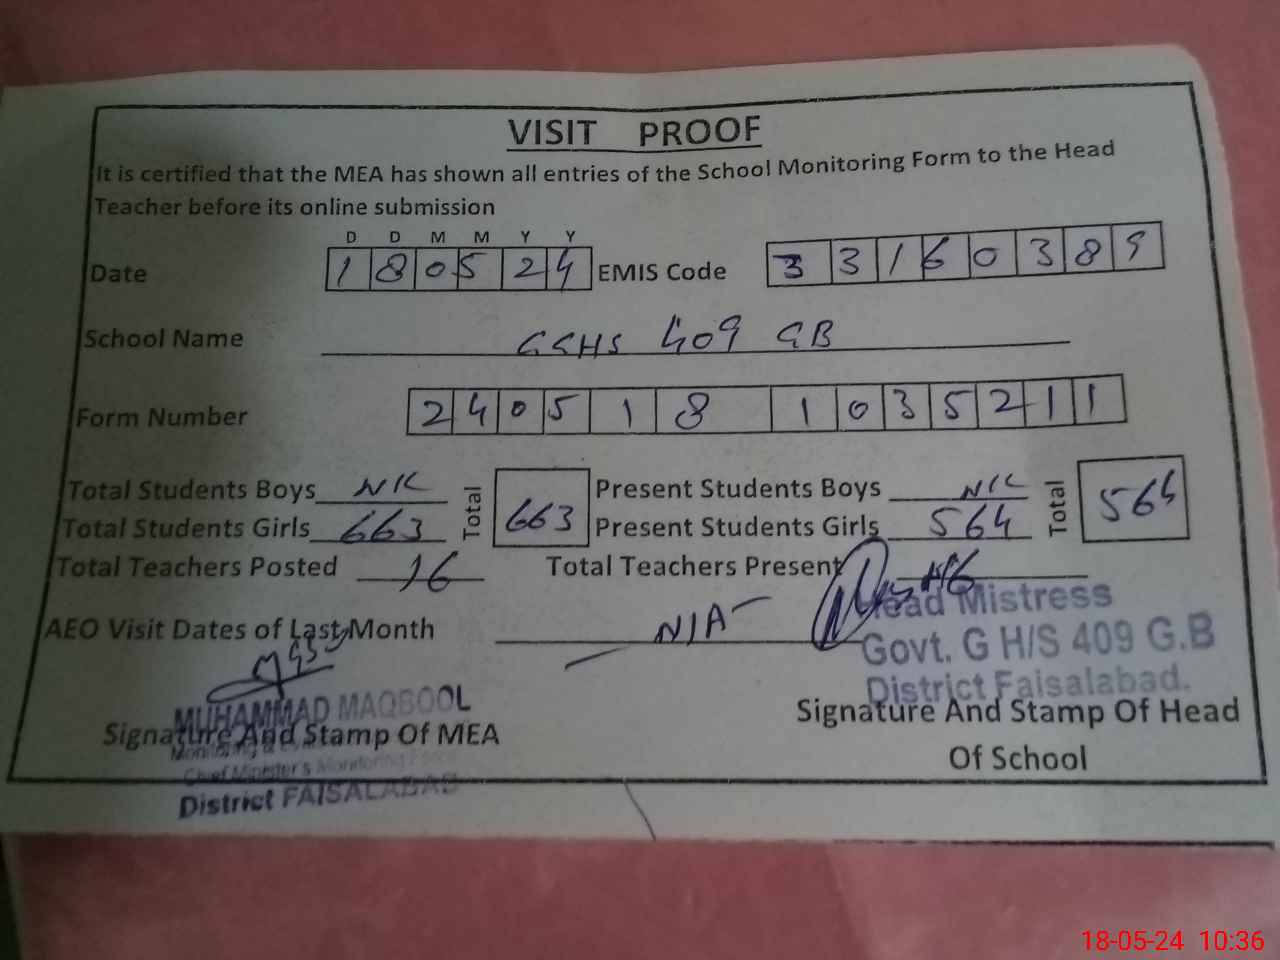 VISIT PROOF
It is certified that the MEA has shown all entries of the School Monitoring Form to the Head
Teacher before its online submission
D D M M Y Y
Date 1 8 0 5 2 4 EMIS Code 3 3 1 6 0 3 8 9
School Name GGHS 409 GB
Form Number 2 4 0 5 1 8 1 0 3 5 2 1 1
Total Students Boys NIL Total 663 Present Students Boys NIL Total 564
Total Students Girls 663 Present Students Girls 564
Total Teachers Posted 16 Total Teachers Present 16
AEO Visit Dates of Last Month N/A
Head Mistress
Govt. G H/S 409 G.B
District Faisalabad.
MUHAMMAD MAQBOOL
Signature And Stamp Of MEA
Monitoring &
Chief Minister's Monitoring
District FAISALABAD
Signature And Stamp Of Head
Of School
18-05-24 10:36